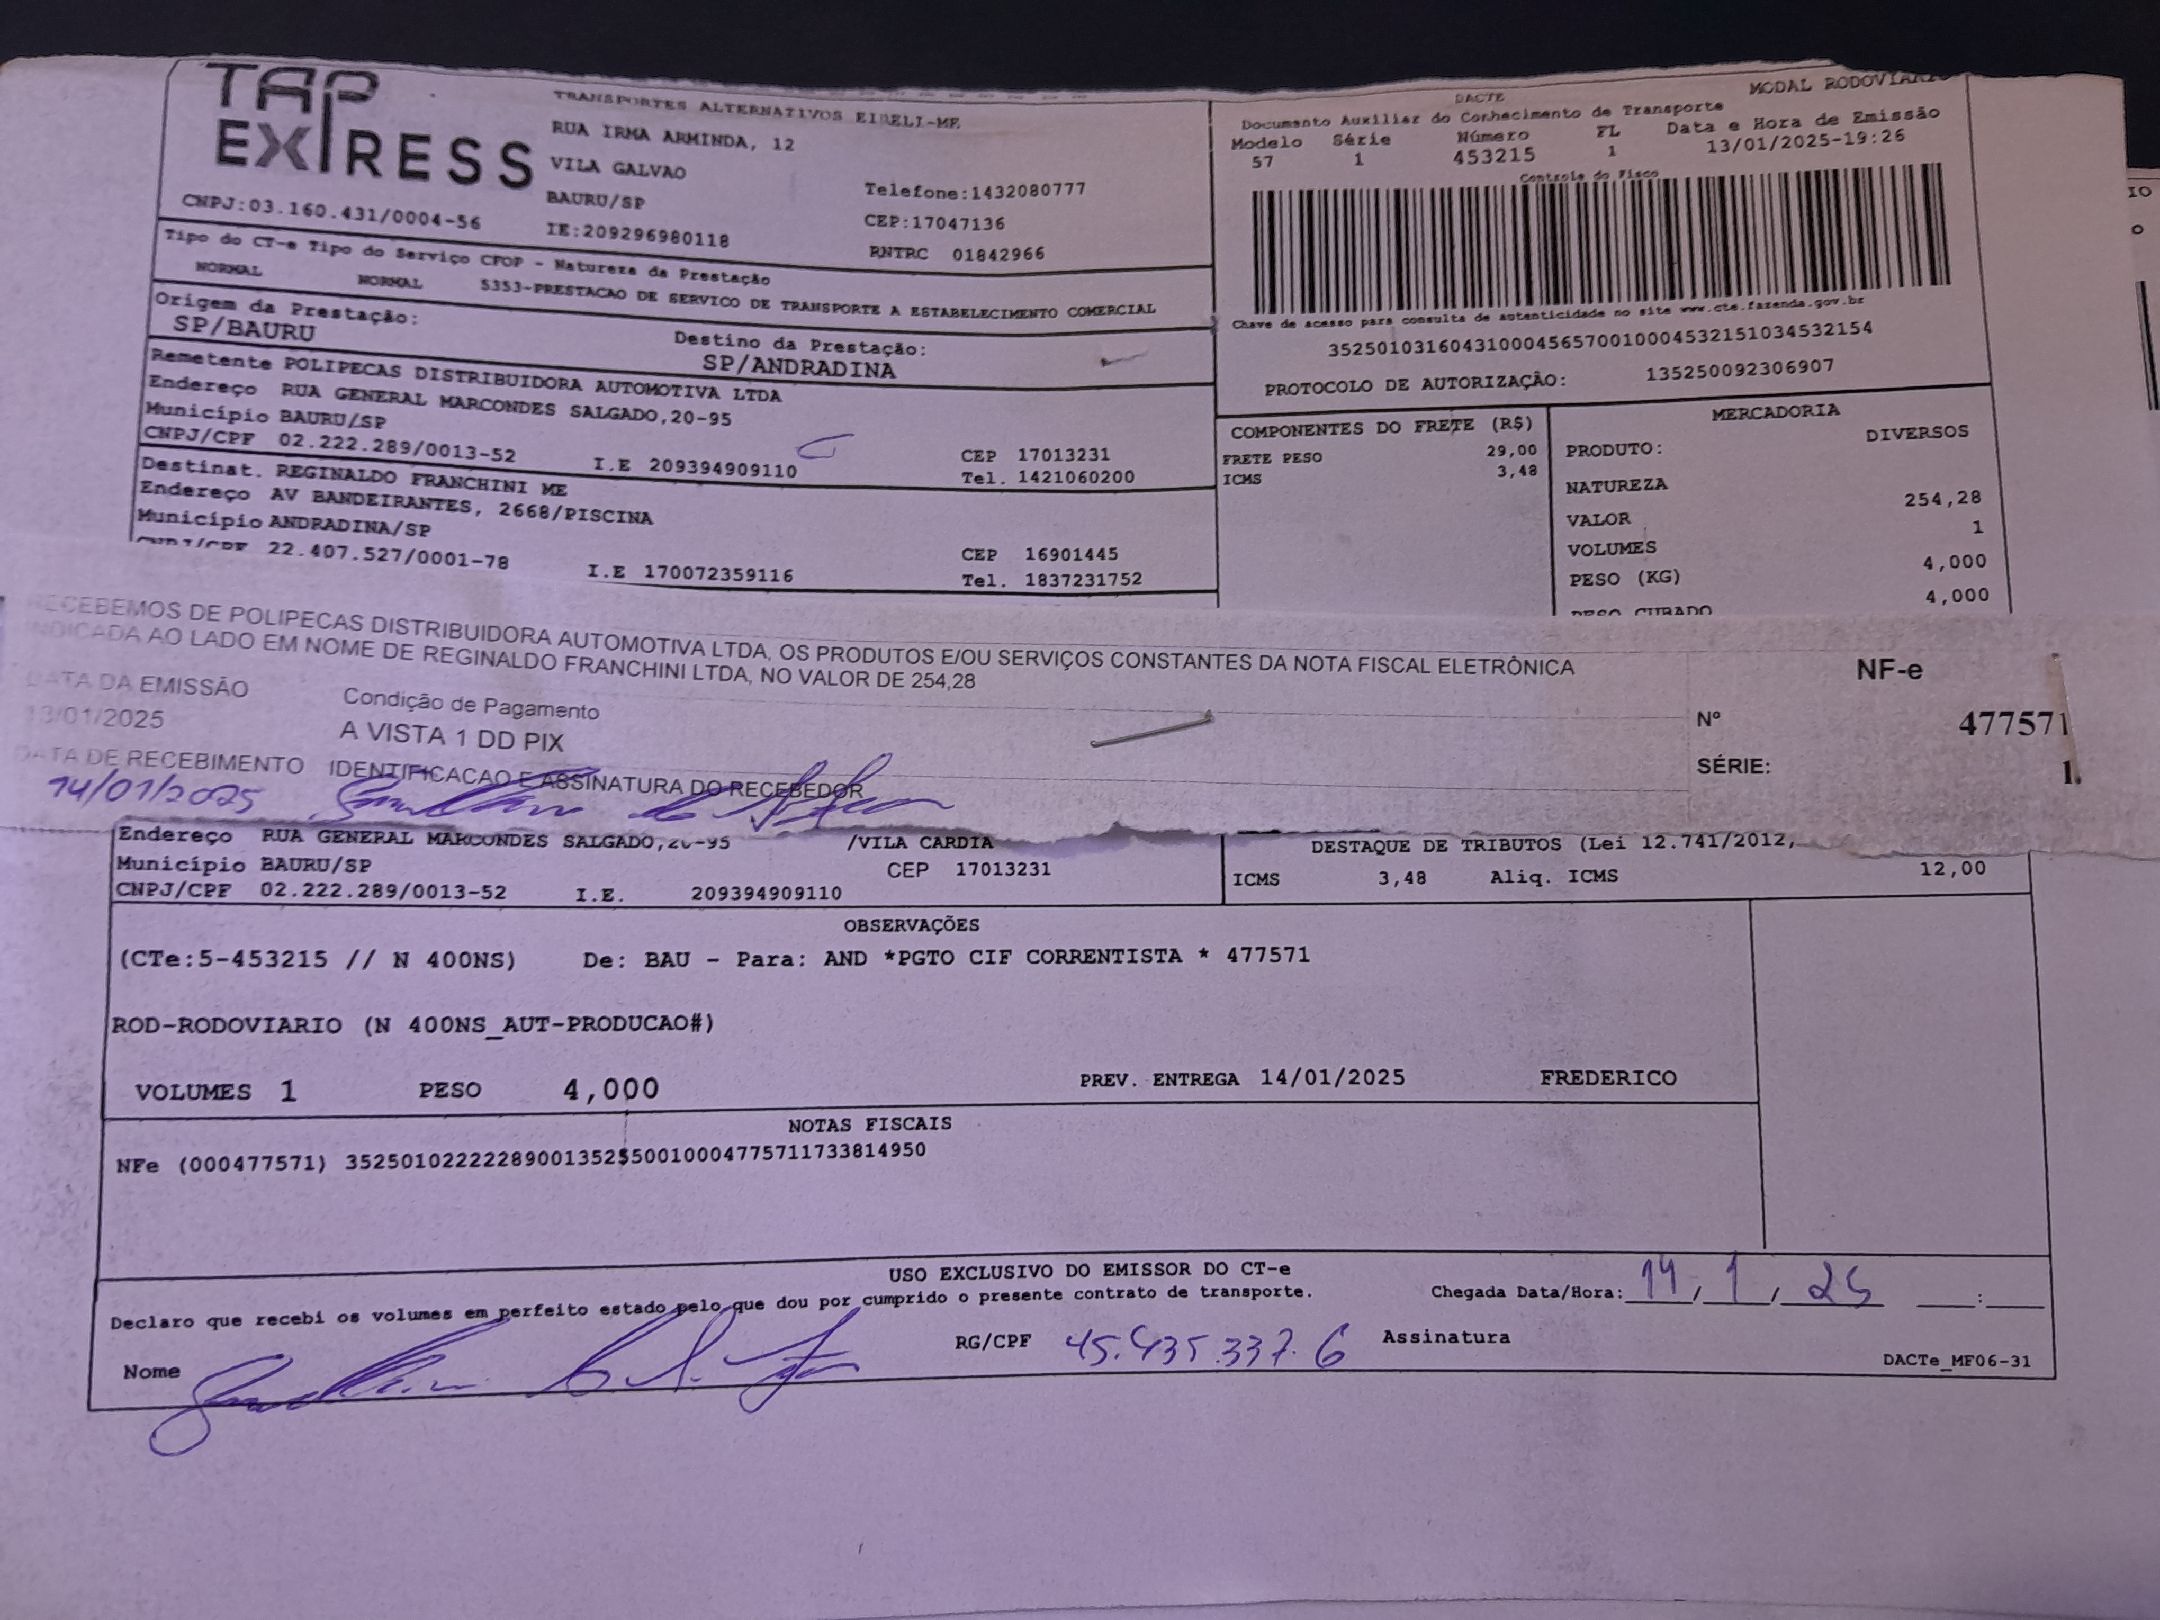 TAP
EXPRESS
TRANSPORTES ALTERNATIVOS EIRELI-ME
RUA IRMA ARMINDA, 12
VILA GALVAO
BAURU/SP
Telefone:1432080777
CEP:17047136
CNPJ:03.160.431/0004-56
IE:209296980118
RNTRC 01842966
MODAL RODOVIARIO
DACTE
Documento Auxiliar do Conhecimento de Transporte
Modelo Série Número FL Data e Hora de Emissão
57 1 453215 1 13/01/2025-19:26
Controle do Fisco
Chave de acesso para consulta de autenticidade no site www.cte.fazenda.gov.br
35250103160431000456570010004532151034532154
PROTOCOLO DE AUTORIZAÇÃO: 135250092306907
Tipo do CT-e Tipo do Serviço CFOP - Natureza da Prestação
NORMAL NORMAL 5353-PRESTACAO DE SERVICO DE TRANSPORTE A ESTABELECIMENTO COMERCIAL
Origem da Prestação: Destino da Prestação:
SP/BAURU SP/ANDRADINA
Remetente POLIPECAS DISTRIBUIDORA AUTOMOTIVA LTDA
Endereço RUA GENERAL MARCONDES SALGADO,20-95
Município BAURU/SP CEP 17013231
CNPJ/CPF 02.222.289/0013-52 I.E 209394909110 Tel. 1421060200
Destinat. REGINALDO FRANCHINI ME
Endereço AV BANDEIRANTES, 2668/PISCINA
Município ANDRADINA/SP CEP 16901445
CNPJ/CPF 22.407.527/0001-78 I.E 170072359116 Tel. 1837231752
COMPONENTES DO FRETE (R$)
FRETE PESO 29,00
ICMS 3,48
MERCADORIA
PRODUTO: DIVERSOS
NATUREZA
VALOR 254,28
VOLUMES 1
PESO (KG) 4,000
PESO CUBADO 4,000
RECEBEMOS DE POLIPECAS DISTRIBUIDORA AUTOMOTIVA LTDA, OS PRODUTOS E/OU SERVIÇOS CONSTANTES DA NOTA FISCAL ELETRÔNICA
INDICADA AO LADO EM NOME DE REGINALDO FRANCHINI LTDA, NO VALOR DE 254,28
DATA DA EMISSÃO Condição de Pagamento
13/01/2025 A VISTA 1 DD PIX
DATA DE RECEBIMENTO IDENTIFICACAO E ASSINATURA DO RECEBEDOR
14/01/2025
NF-e
Nº 477571
SÉRIE: 1.
Endereço RUA GENERAL MARCONDES SALGADO,20-95 /VILA CARDIA
Município BAURU/SP CEP 17013231
CNPJ/CPF 02.222.289/0013-52 I.E. 209394909110
DESTAQUE DE TRIBUTOS (Lei 12.741/2012,
ICMS 3,48 Aliq. ICMS 12,00
OBSERVAÇÕES
(CTe:5-453215 // N 400NS) De: BAU - Para: AND *PGTO CIF CORRENTISTA * 477571
ROD-RODOVIARIO (N 400NS_AUT-PRODUCAO#)
VOLUMES 1 PESO 4,000 PREV. ENTREGA 14/01/2025 FREDERICO
NOTAS FISCAIS
NFe (000477571) 35250102222289001352550010004775711733814950
USO EXCLUSIVO DO EMISSOR DO CT-e
Declaro que recebi os volumes em perfeito estado pelo que dou por cumprido o presente contrato de transporte.
Chegada Data/Hora: 14 / 1 / 25 :
Nome RG/CPF 45.435.337.6 Assinatura
DACTe_MF06-31